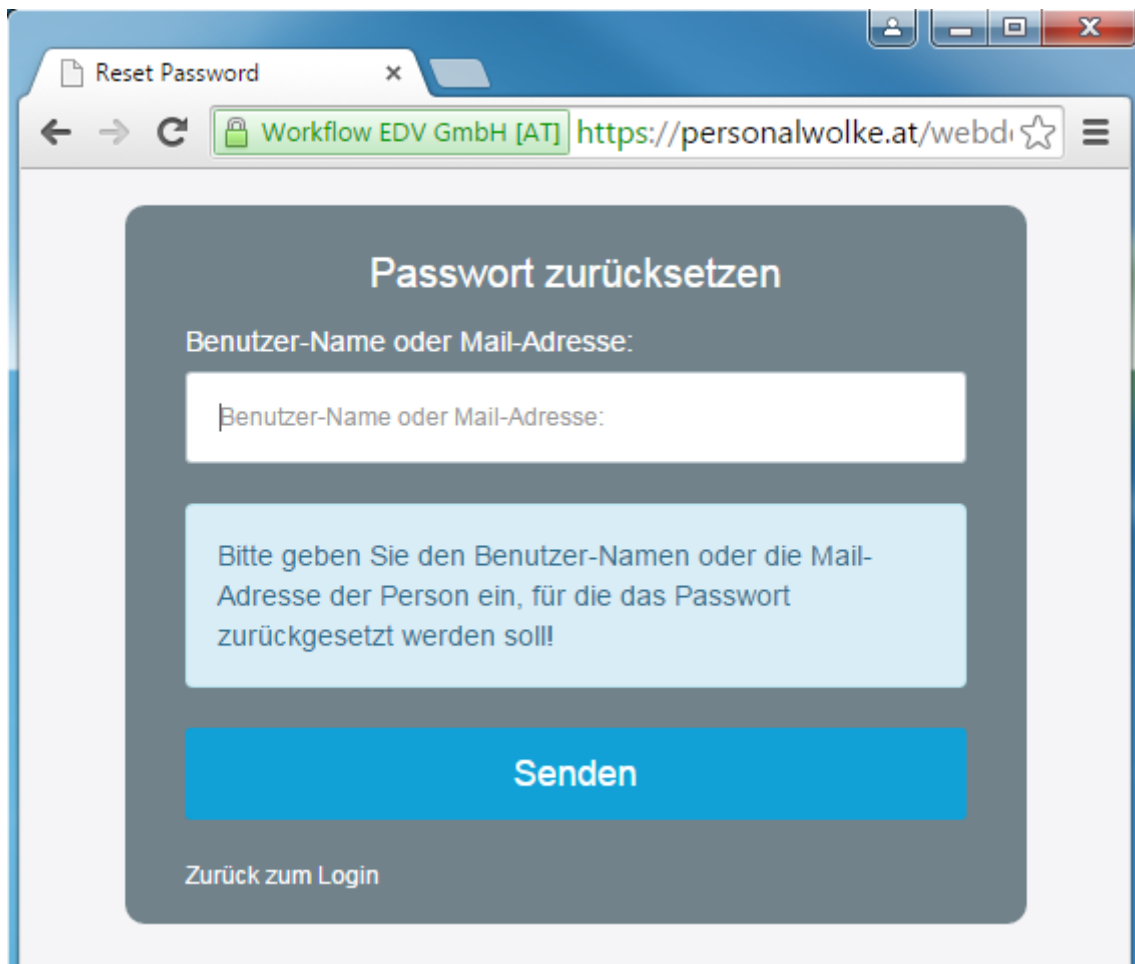 Reset Password
Workflow EDV GmbH [AT] https://personalwolke.at/webd
Passwort zurücksetzen
Benutzer-Name oder Mail-Adresse:
Benutzer-Name oder Mail-Adresse:
Bitte geben Sie den Benutzer-Namen oder die Mail-
Adresse der Person ein, für die das Passwort
zurückgesetzt werden soll!
Senden
Zurück zum Login